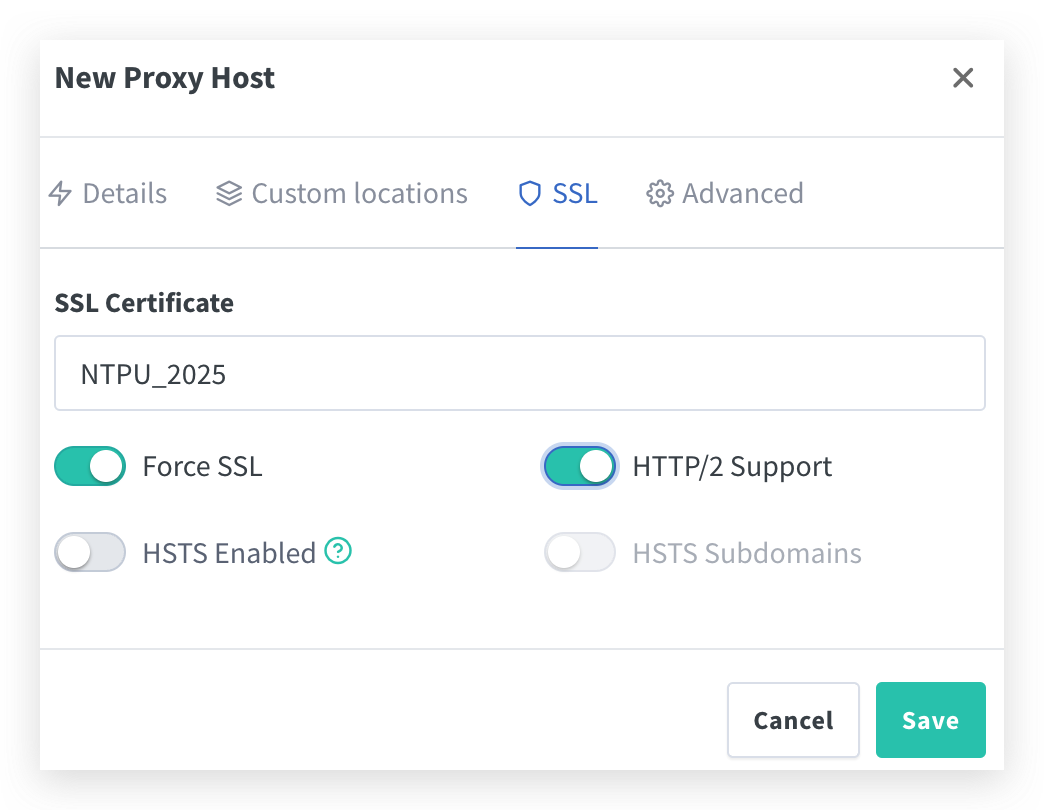 New Proxy Host
Details Custom locations SSL Advanced
SSL Certificate
NTPU_2025
Force SSL HTTP/2 Support
HSTS Enabled ? HSTS Subdomains
Cancel Save